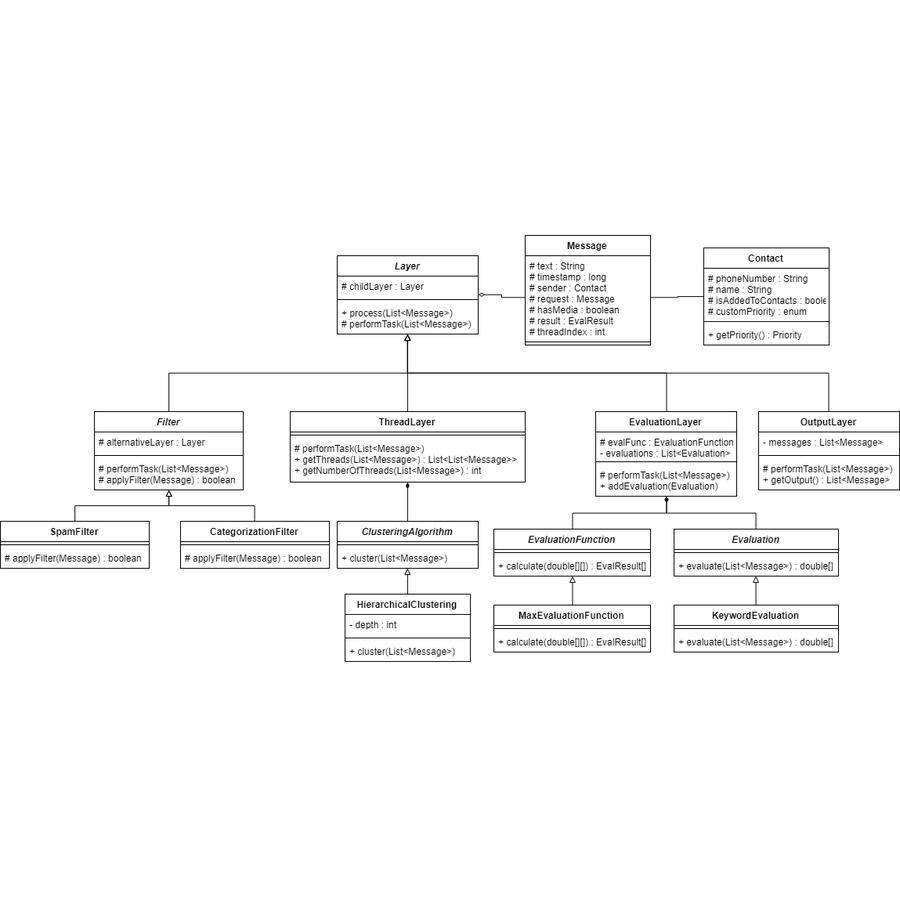 Layer
# childLayer : Layer
+ process(List<Message>)
# performTask(List<Message>)
Message
# text : String
# timestamp : long
# sender : Contact
# request : Message
# hasMedia : boolean
# result : EvalResult
# threadIndex : int
Contact
# phoneNumber : String
# name : String
# isAddedToContacts : boole
# customPriority : enum
+ getPriority() : Priority
Filter
# alternativeLayer : Layer
# performTask(List<Message>)
# applyFilter(Message) : boolean
ThreadLayer
# performTask(List<Message>)
+ getThreads(List<Message>) : List<List<Message>>
+ getNumberOfThreads(List<Message>) : int
EvaluationLayer
# evalFunc : EvaluationFunction
- evaluations : List<Evaluation>
# performTask(List<Message>)
+ addEvaluation(Evaluation)
OutputLayer
- messages : List<Message>
# performTask(List<Message>)
+ getOutput() : List<Message>
SpamFilter
# applyFilter(Message) : boolean
CategorizationFilter
# applyFilter(Message) : boolean
ClusteringAlgorithm
+ cluster(List<Message>)
EvaluationFunction
+ calculate(double[][]) : EvalResult[]
Evaluation
+ evaluate(List<Message>) : double[]
HierarchicalClustering
- depth : int
+ cluster(List<Message>)
MaxEvaluationFunction
+ calculate(double[][]) : EvalResult[]
KeywordEvaluation
+ evaluate(List<Message>) : double[]